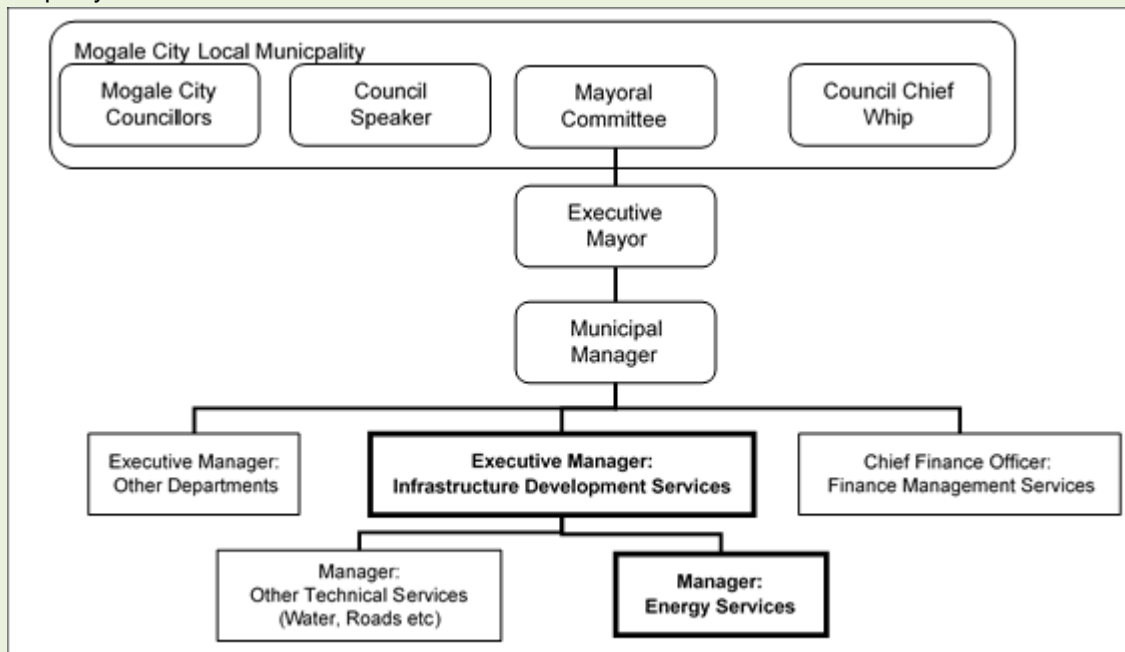 Mogale City Local Municpality
Mogale City
Councillors
Council
Speaker
Mayoral
Committee
Council Chief
Whip
Executive
Mayor
Municipal
Manager
Executive Manager:
Other Departments
Executive Manager:
Infrastructure Development Services
Chief Finance Officer:
Finance Management Services
Manager:
Other Technical Services
(Water, Roads etc)
Manager:
Energy Services